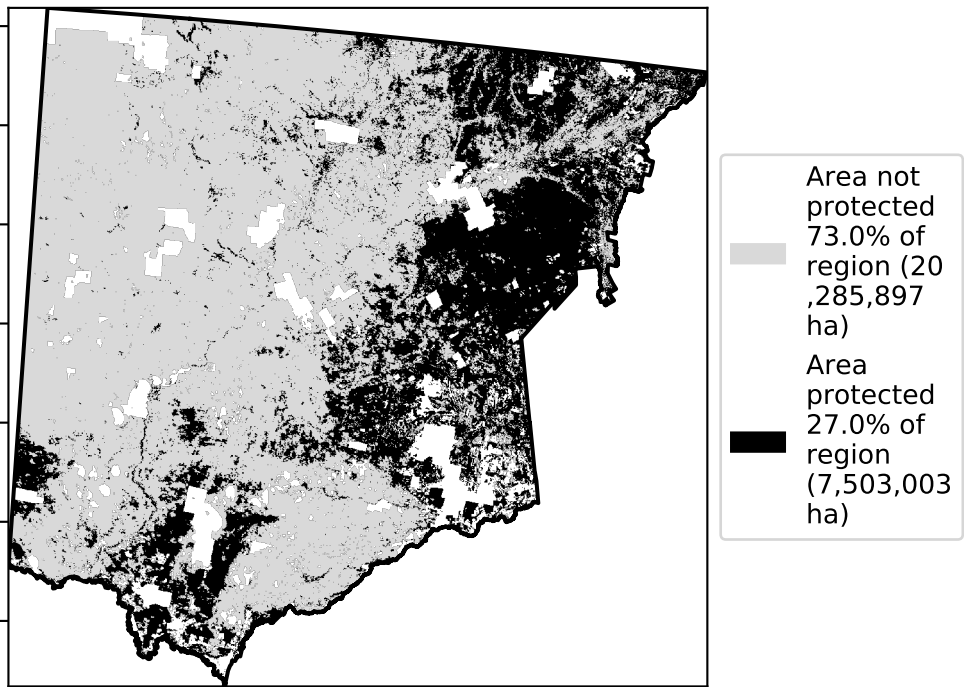 Area not
protected
73.0% of
region (20
,285,897
ha)
Area
protected
27.0% of
region
(7,503,003
ha)